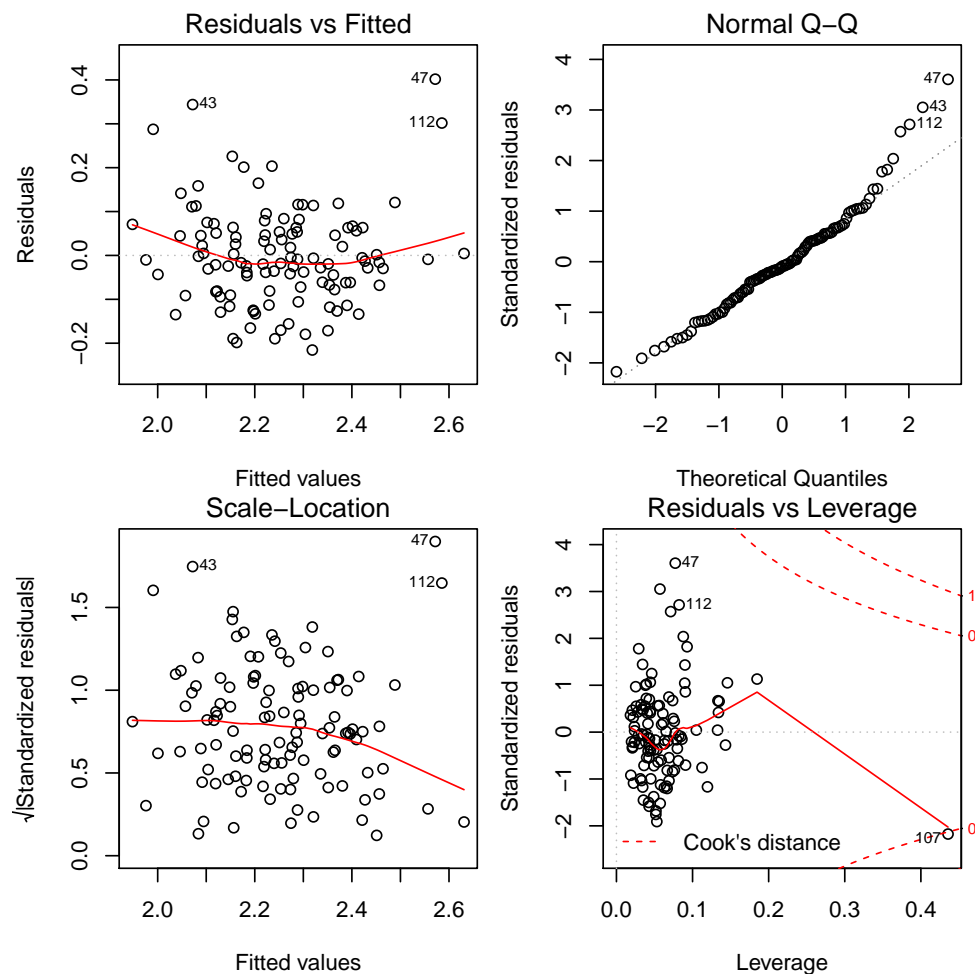 Residuals vs Fitted
Residuals
0.4
0.2
0.0
−0.2
47
43
112
2.0 2.2 2.4 2.6
Fitted values
Normal Q−Q
Standardized residuals
4
3
2
1
0
−1
−2
47
43
112
−2 −1 0 1 2
Theoretical Quantiles
Scale−Location
√|Standardized residuals|
1.5
1.0
0.5
0.0
47
43
112
2.0 2.2 2.4 2.6
Fitted values
Residuals vs Leverage
Standardized residuals
4
3
2
1
0
−1
−2
47
112
107
1
0
0
Cook's distance
0.0 0.1 0.2 0.3 0.4
Leverage